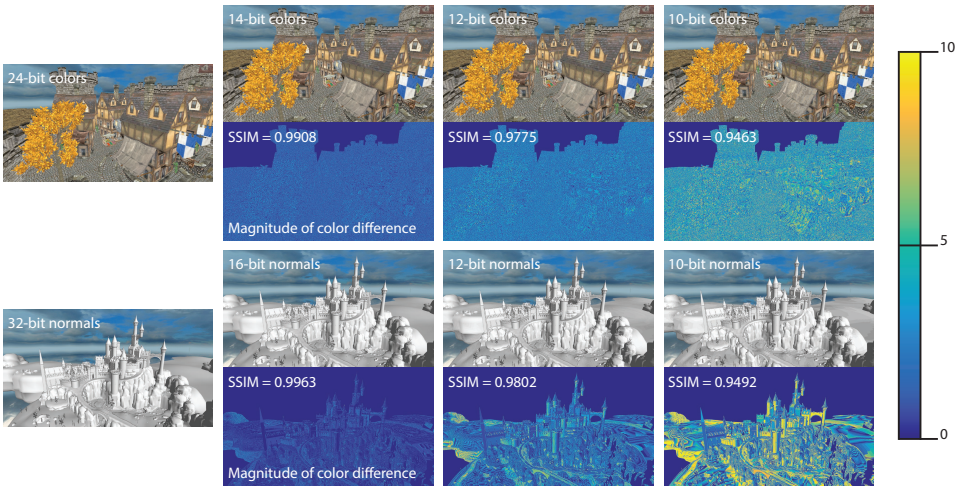 24-bit colors
14-bit colors
12-bit colors
10-bit colors
SSIM = 0.9908
SSIM = 0.9775
SSIM = 0.9463
Magnitude of color difference
32-bit normals
16-bit normals
12-bit normals
10-bit normals
SSIM = 0.9963
SSIM = 0.9802
SSIM = 0.9492
Magnitude of color difference
10
5
0